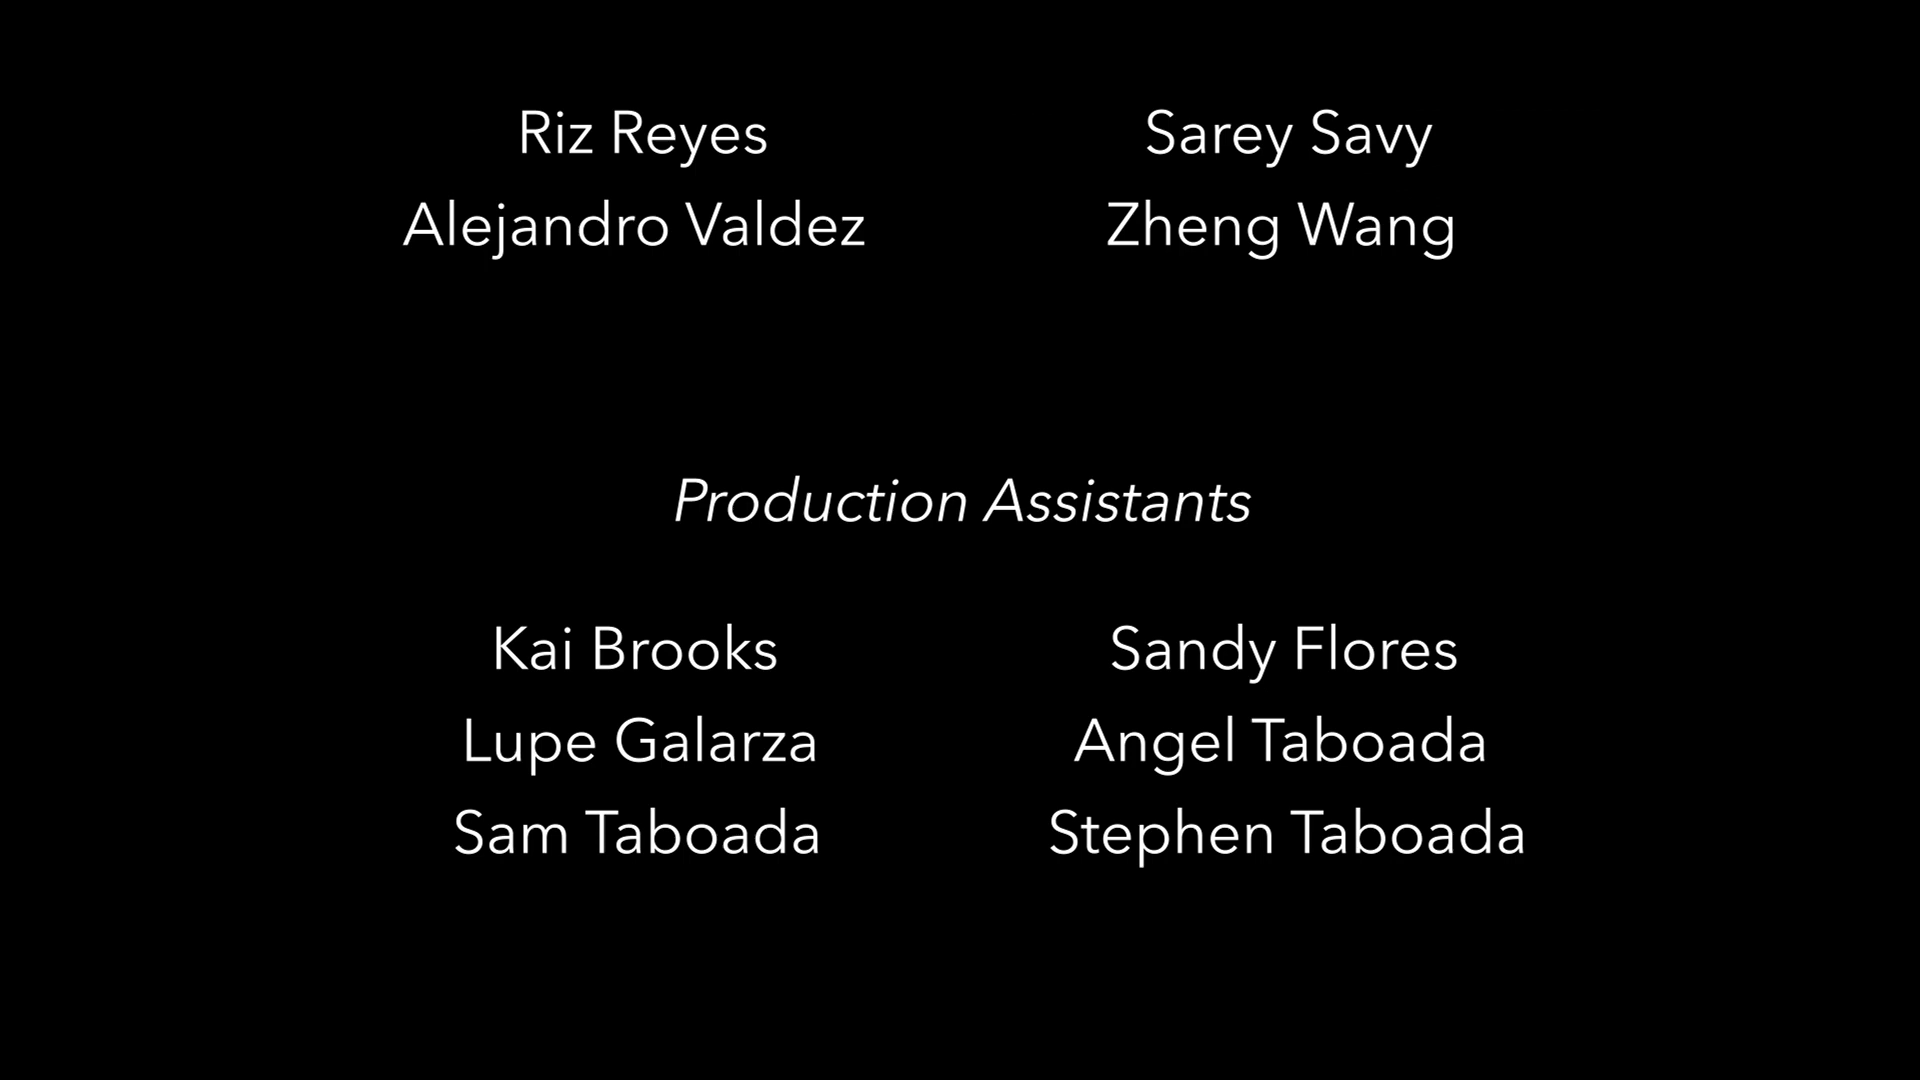 Riz Reyes Sarey Savy
Alejandro Valdez Zheng Wang
Production Assistants
Kai Brooks Sandy Flores
Lupe Galarza Angel Taboada
Sam Taboada Stephen Taboada